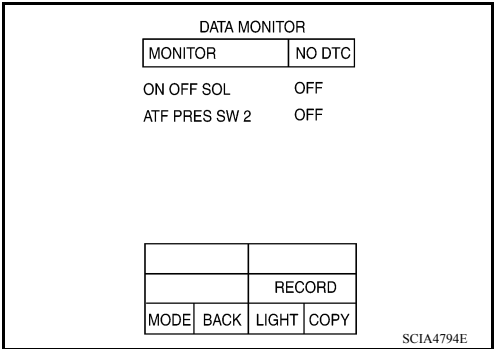 DATA MONITOR
MONITOR NO DTC
ON OFF SOL OFF
ATF PRES SW 2 OFF
RECORD
MODE BACK LIGHT COPY
SCIA4794E